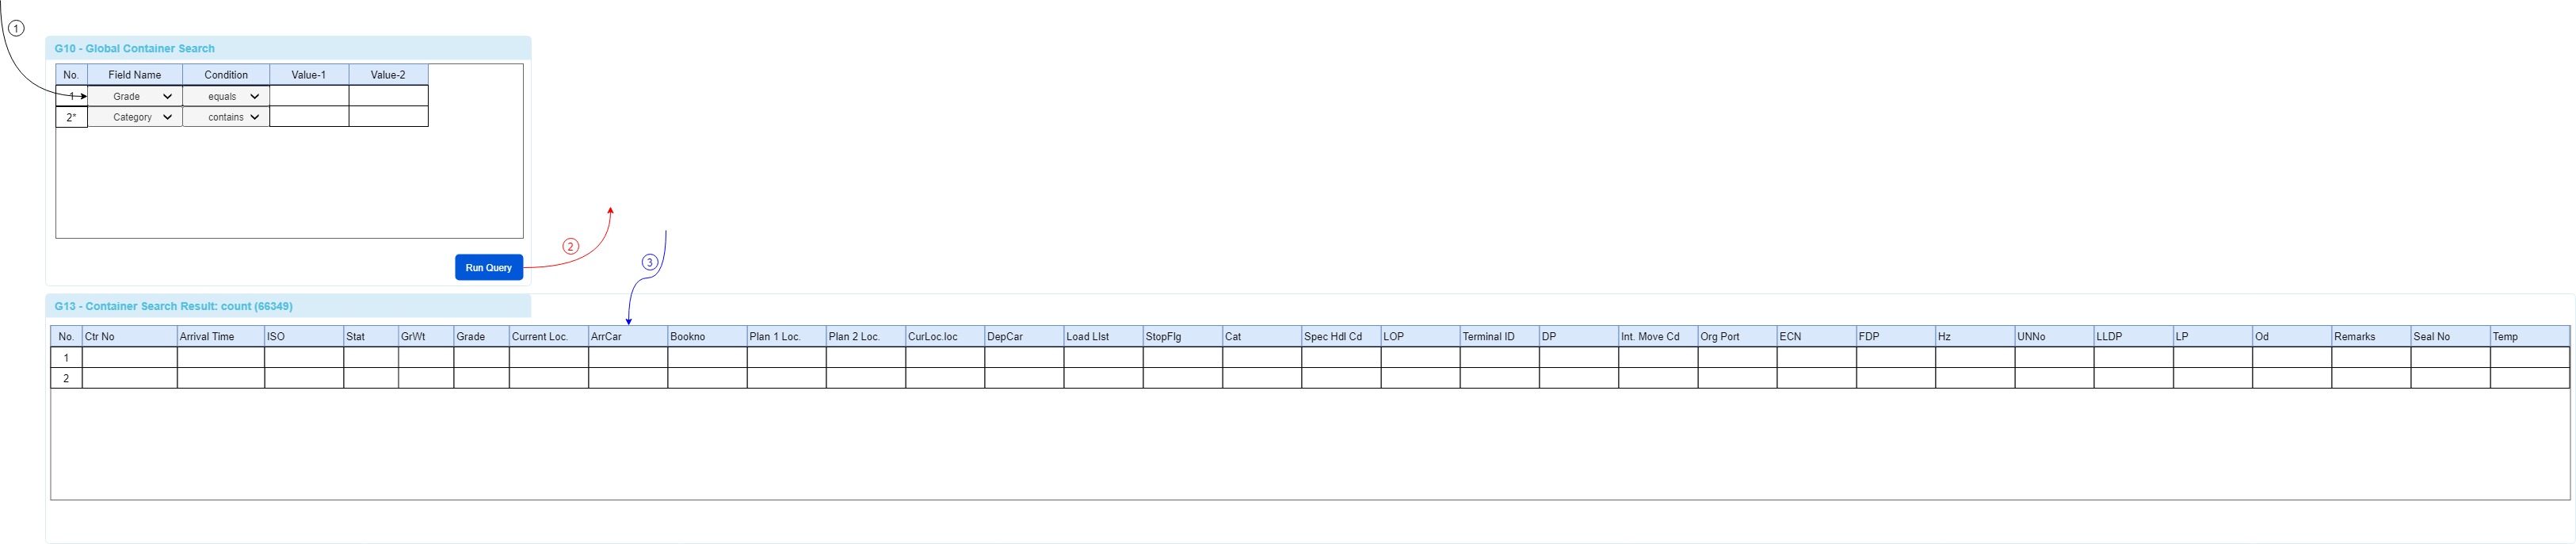 1
G10 - Global Container Search
No. Field Name Condition Value-1 Value-2
1 Grade equals
2* Category contains
2
3
Run Query
G13 - Container Search Result: count (66349)
No. Ctr No Arrival Time ISO Stat GrWt Grade Current Loc. ArrCar Bookno Plan 1 Loc. Plan 2 Loc. CurLoc.loc DepCar Load LIst StopFlg Cat Spec Hdl Cd LOP Terminal ID DP Int. Move Cd Org Port ECN FDP Hz UNNo LLDP LP Od Remarks Seal No Temp
1
2